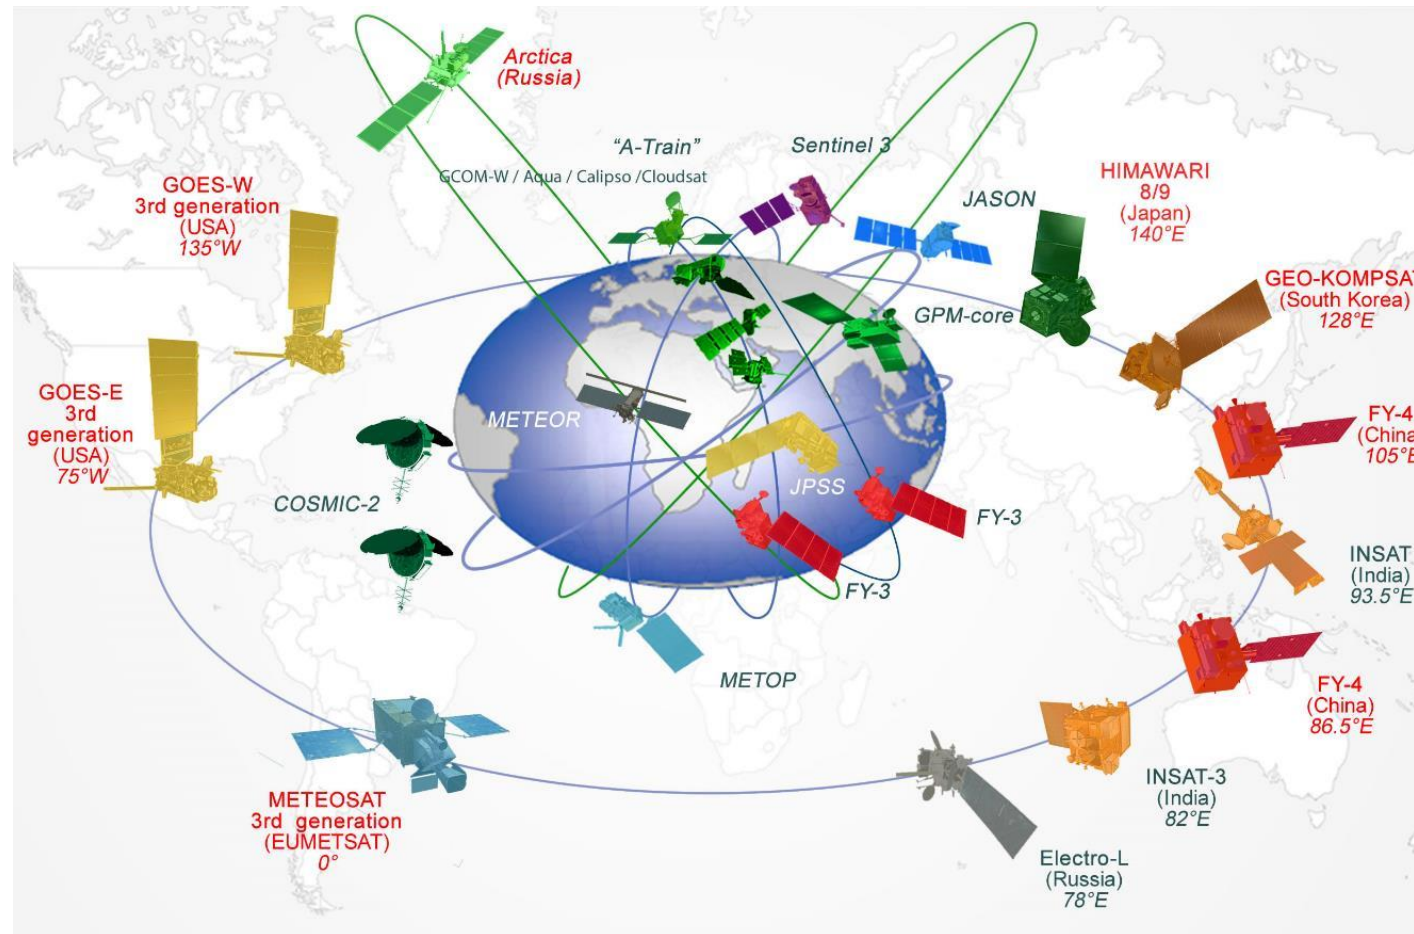 Arctica
(Russia)
"A-Train"
GCOM-W / Aqua / Calipso /Cloudsat
Sentinel 3
JASON
HIMAWARI
8/9
(Japan)
140°E
GOES-W
3rd generation
(USA)
135°W
GEO-KOMPSAT
(South Korea)
128°E
GPM-core
GOES-E
3rd
generation
(USA)
75°W
METEOR
FY-4
(China
105°E
COSMIC-2
JPSS
FY-3
FY-3
INSAT
(India)
93.5°E
METOP
FY-4
(China)
86.5°E
INSAT-3
(India)
82°E
METEOSAT
3rd generation
(EUMETSAT)
0°
Electro-L
(Russia)
78°E